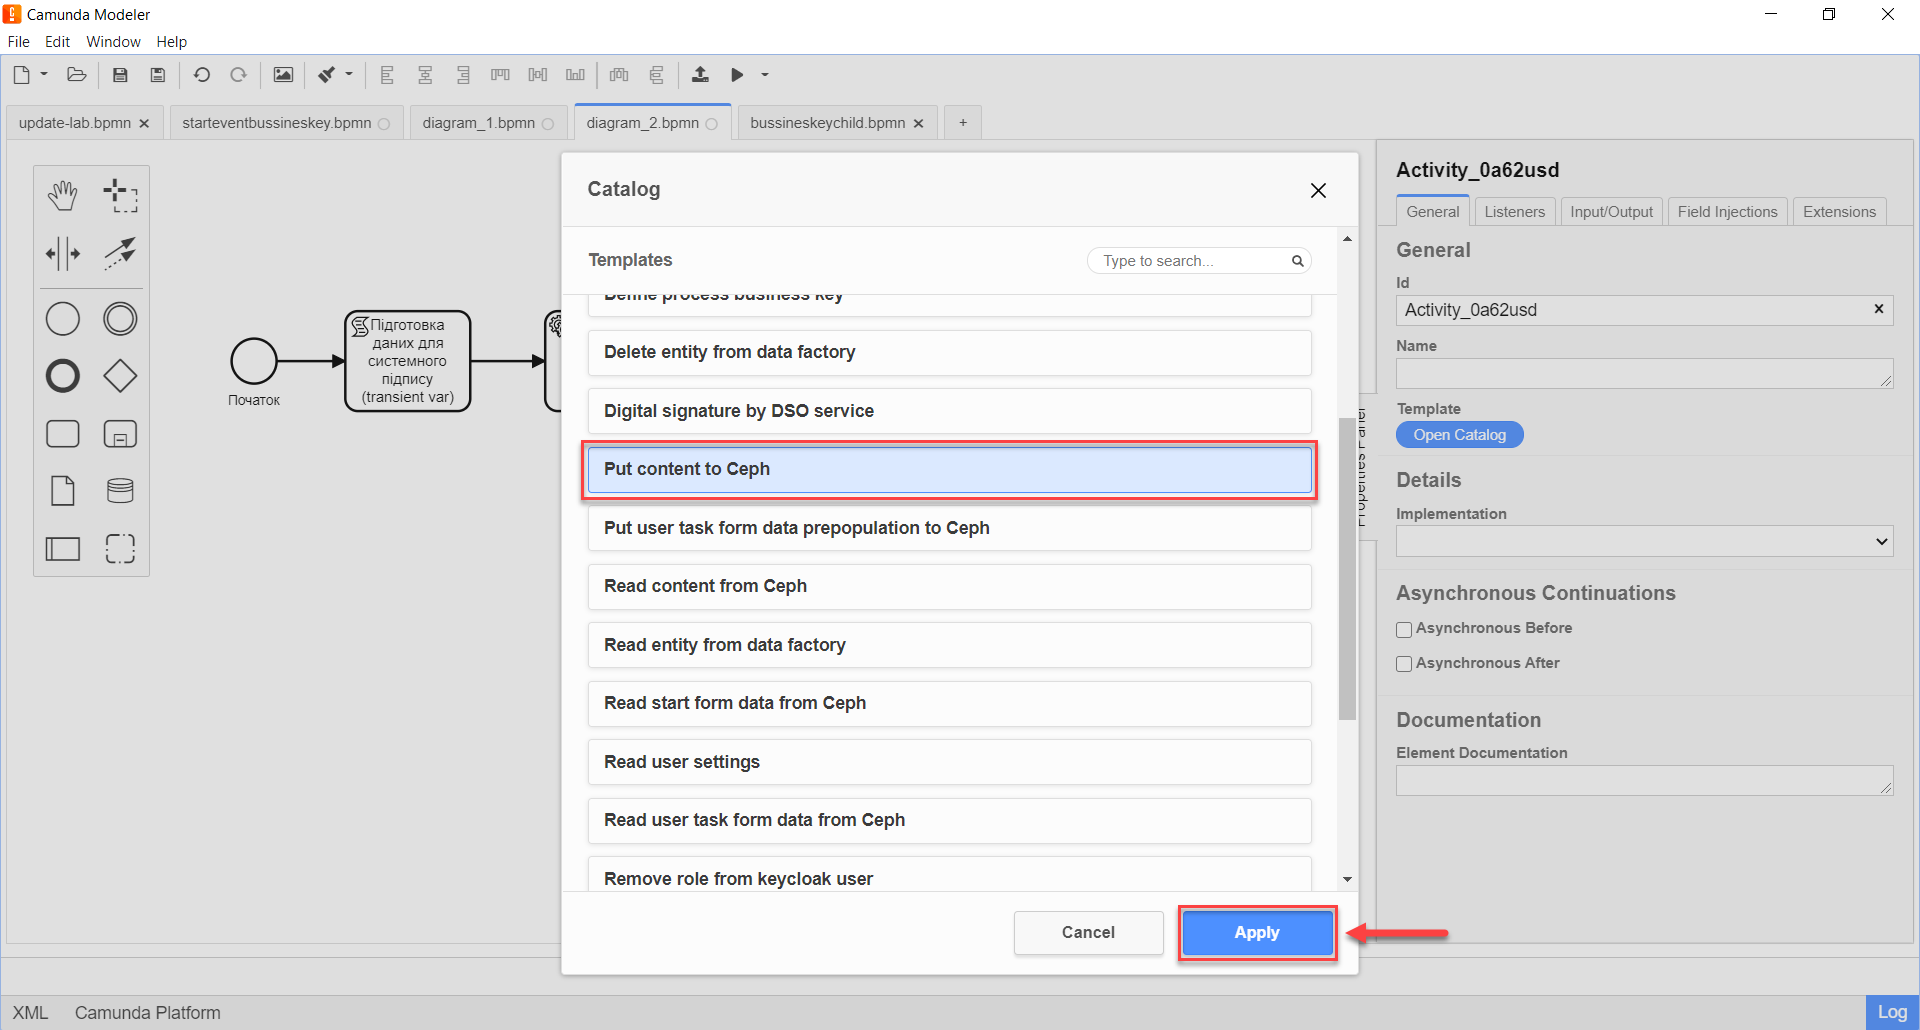 Camunda Modeler
File Edit Window Help
update-lab.bpmn
starteventbussineskey.bpmn
diagram_1.bpmn
diagram_2.bpmn
bussineskeychild.bpmn
+
Початок
Підготовка
даних для
системного
підпису
(transient var)
Catalog
Templates
Type to search...
Define process business key
Delete entity from data factory
Digital signature by DSO service
Put content to Ceph
Put user task form data prepopulation to Ceph
Read content from Ceph
Read entity from data factory
Read start form data from Ceph
Read user settings
Read user task form data from Ceph
Remove role from keycloak user
Cancel
Apply
Properties Panel
Activity_0a62usd
General Listeners Input/Output Field Injections Extensions
General
Id
Activity_0a62usd
Name
Template
Open Catalog
Details
Implementation
Asynchronous Continuations
Asynchronous Before
Asynchronous After
Documentation
Element Documentation
XML Camunda Platform
Log